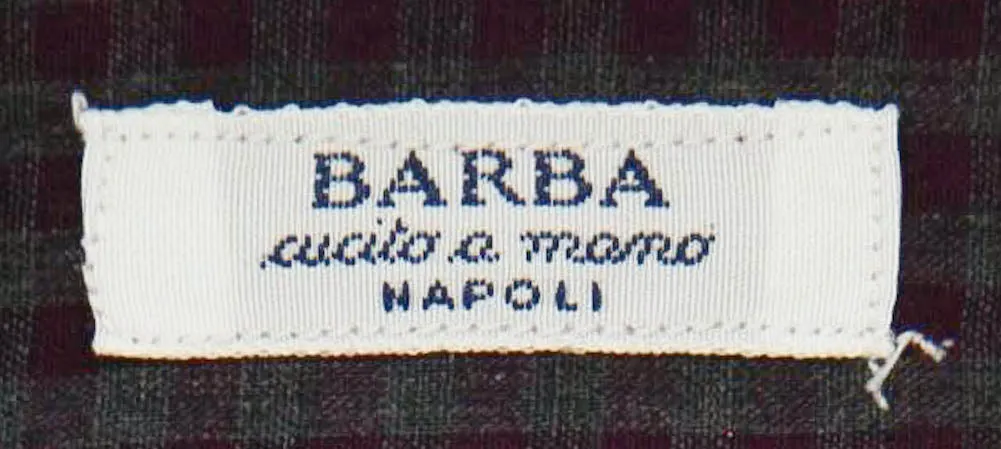 BARBA
cucito a mano
NAPOLI